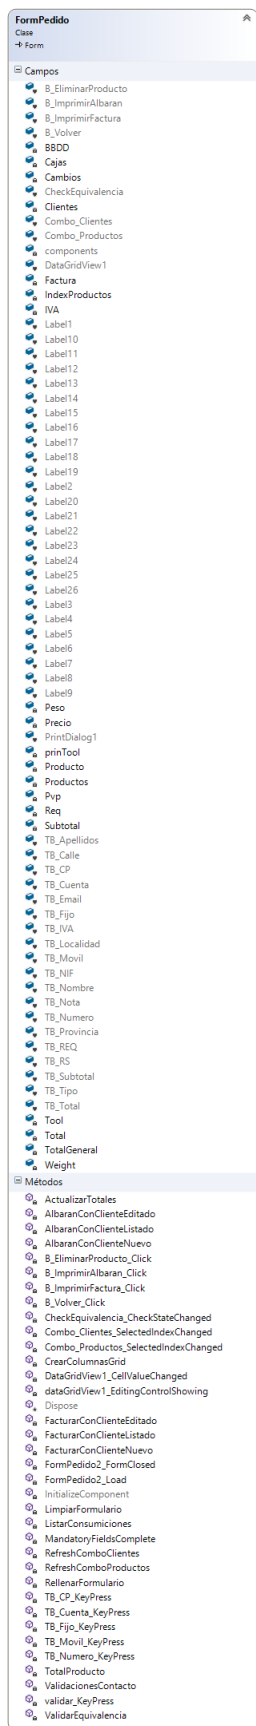 FormPedido
Clase
Form
Campos
B_EliminarProducto
B_ImprimirAlbaran
B_ImprimirFactura
B_Volver
BBDD
Cajas
Cambios
CheckEquivalencia
Clientes
Combo_Clientes
Combo_Productos
components
DataGridView1
Factura
IndexProductos
IVA
Label1
Label10
Label11
Label12
Label13
Label14
Label15
Label16
Label17
Label18
Label19
Label2
Label20
Label21
Label22
Label23
Label24
Label25
Label26
Label3
Label4
Label5
Label6
Label7
Label8
Label9
Peso
Precio
PrintDialog1
prinTool
Producto
Productos
Pvp
Req
Subtotal
TB_Apellidos
TB_Calle
TB_CP
TB_Cuenta
TB_Email
TB_Fijo
TB_IVA
TB_Localidad
TB_Movil
TB_NIF
TB_Nombre
TB_Nota
TB_Numero
TB_Provincia
TB_REQ
TB_RS
TB_Subtotal
TB_Tipo
TB_Total
Tool
Total
TotalGeneral
Weight
Métodos
ActualizarTotales
AlbaranConClienteEditado
AlbaranConClienteListado
AlbaranConClienteNuevo
B_EliminarProducto_Click
B_ImprimirAlbaran_Click
B_ImprimirFactura_Click
B_Volver_Click
CheckEquivalencia_CheckStateChanged
Combo_Clientes_SelectedIndexChanged
Combo_Productos_SelectedIndexChanged
CrearColumnasGrid
DataGridView1_CellValueChanged
dataGridView1_EditingControlShowing
Dispose
FacturarConClienteEditado
FacturarConClienteListado
FacturarConClienteNuevo
FormPedido2_FormClosed
FormPedido2_Load
InitializeComponent
LimpiarFormulario
ListarConsumiciones
MandatoryFieldsComplete
RefreshComboClientes
RefreshComboProductos
RellenarFormulario
TB_CP_KeyPress
TB_Cuenta_KeyPress
TB_Fijo_KeyPress
TB_Movil_KeyPress
TB_Numero_KeyPress
TotalProducto
ValidacionesContacto
validar_KeyPress
ValidarEquivalencia